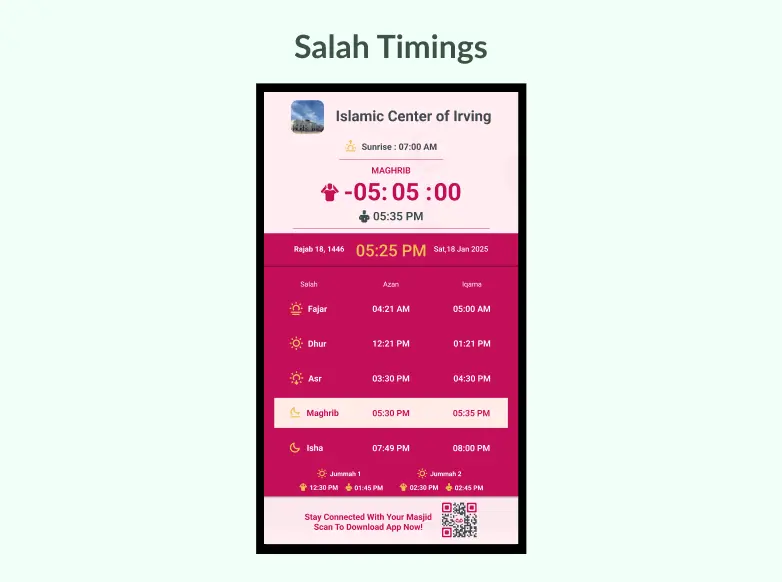 Salah Timings
Islamic Center of Irving
Sunrise : 07:00 AM
MAGHRIB
-05: 05 :00
05:35 PM
Rajab 18, 1446 05:25 PM Sat,18 Jan 2025
Salah Azan Iqama
Fajar 04:21 AM 05:00 AM
Dhur 12:21 PM 01:21 PM
Asr 03:30 PM 04:30 PM
Maghrib 05:30 PM 05:35 PM
Isha 07:49 PM 08:00 PM
Jummah 1 Jummah 2
12:30 PM 01:45 PM 02:30 PM 02:45 PM
Stay Connected With Your Masjid
Scan To Download App Now!